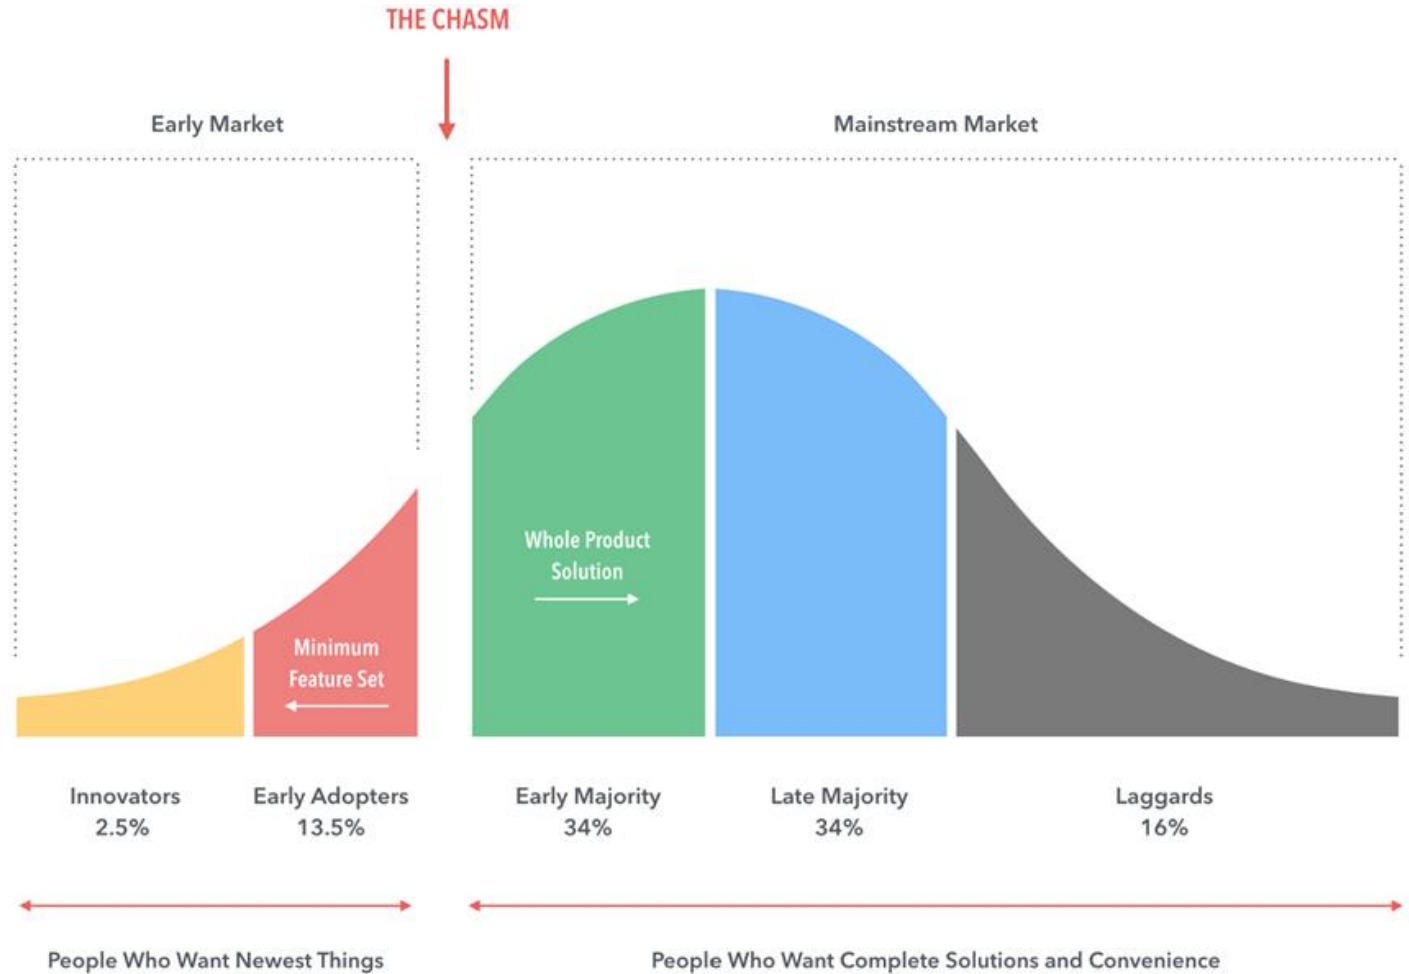 THE CHASM
Early Market
Mainstream Market
Whole Product
Solution
Minimum
Feature Set
Innovators
2.5%
Early Adopters
13.5%
Early Majority
34%
Late Majority
34%
Laggards
16%
People Who Want Newest Things
People Who Want Complete Solutions and Convenience